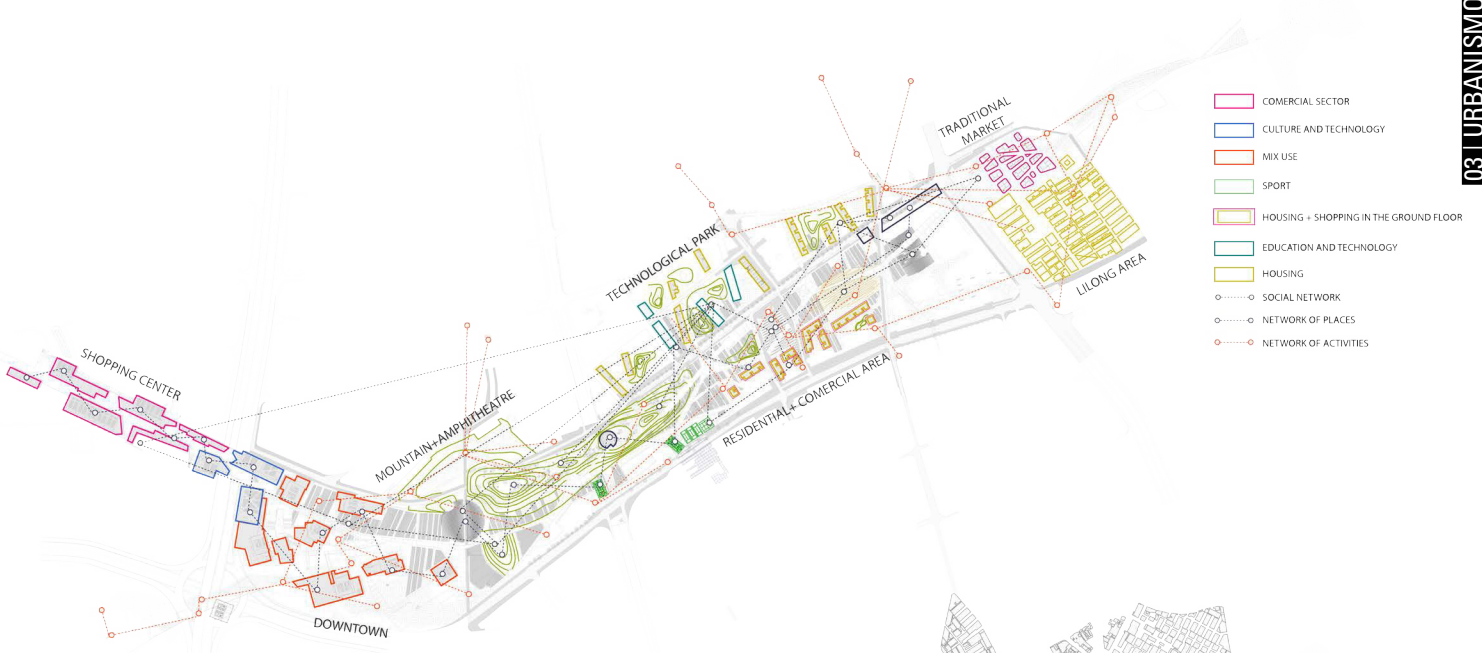 03 | URBANISMO
TRADITIONAL
MARKET
LILONG AREA
TECHNOLOGICAL PARK
RESIDENTIAL+ COMERCIAL AREA
MOUNTAIN+AMPHITHEATRE
SHOPPING CENTER
DOWNTOWN
COMERCIAL SECTOR
CULTURE AND TECHNOLOGY
MIX USE
SPORT
HOUSING + SHOPPING IN THE GROUND FLOOR
EDUCATION AND TECHNOLOGY
HOUSING
SOCIAL NETWORK
NETWORK OF PLACES
NETWORK OF ACTIVITIES